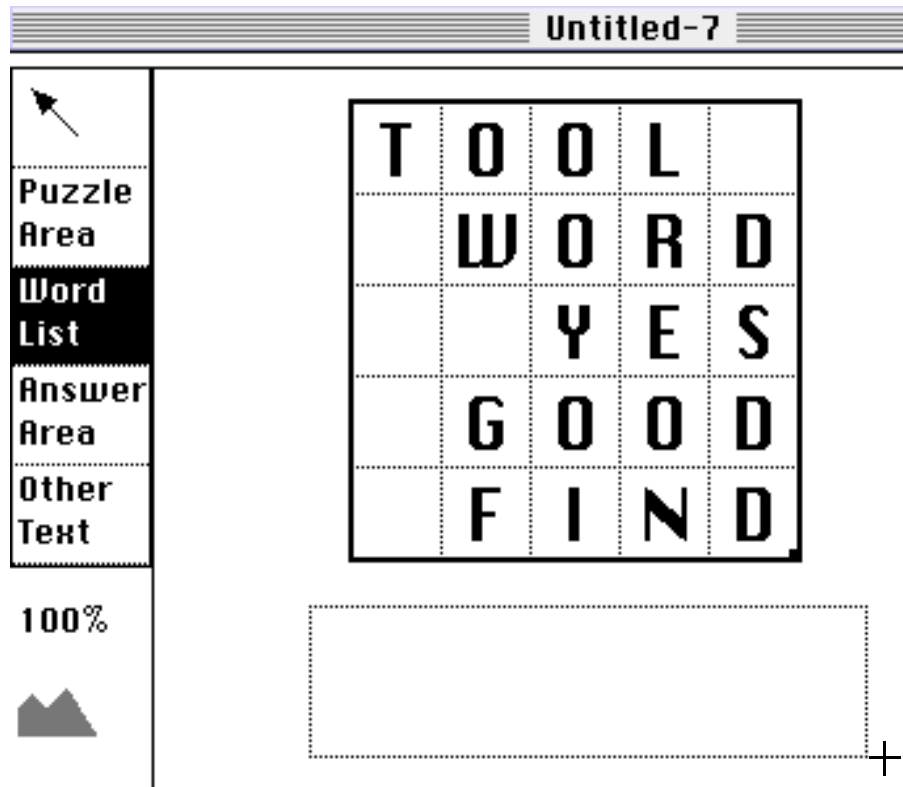 Untitled-7
Puzzle
Area
Word
List
Answer
Area
Other
Text
100%
T O O L
W O R D
Y E S
G O O D
F I N D